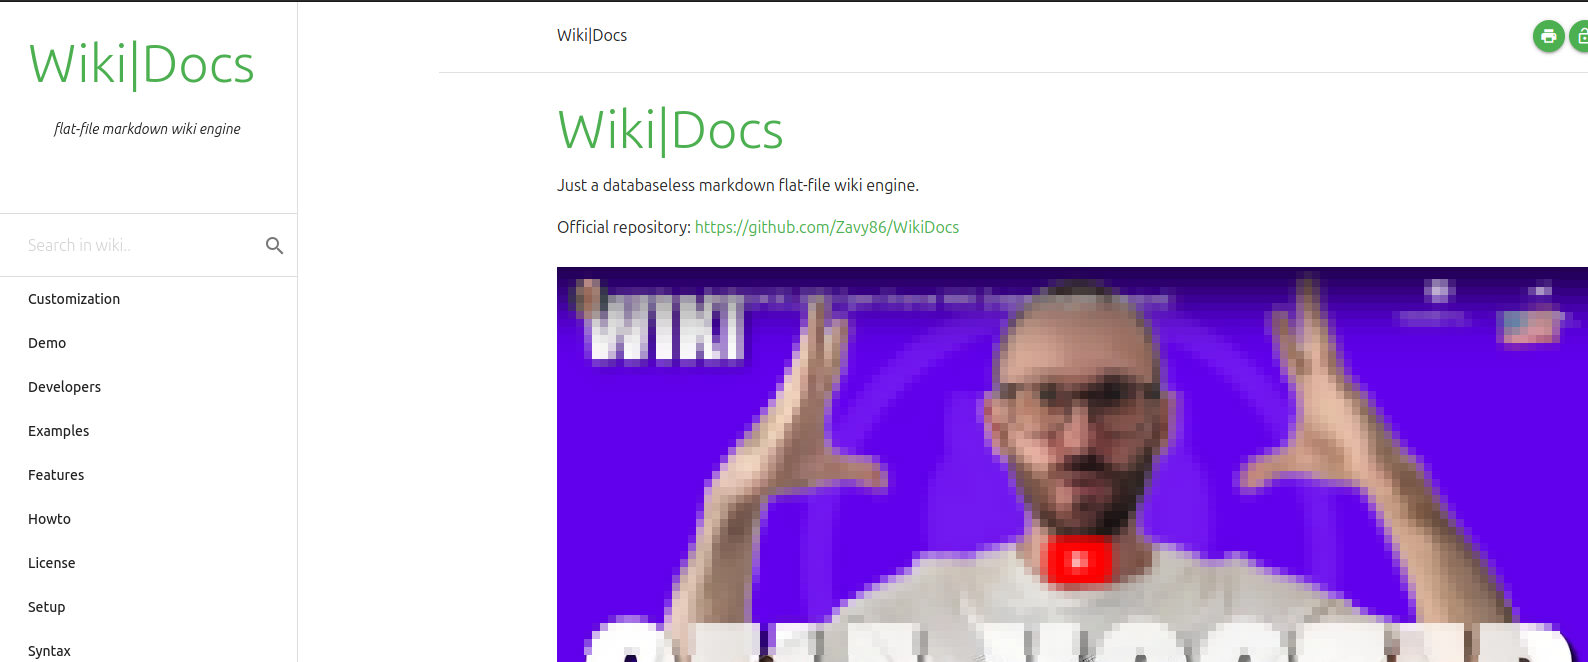 Wiki|Docs
flat-file markdown wiki engine
Search in wiki..
Customization
Demo
Developers
Examples
Features
Howto
License
Setup
Syntax
Wiki|Docs
Wiki|Docs
Just a databaseless markdown flat-file wiki engine.
Official repository: https://github.com/Zavy86/WikiDocs
WIKI